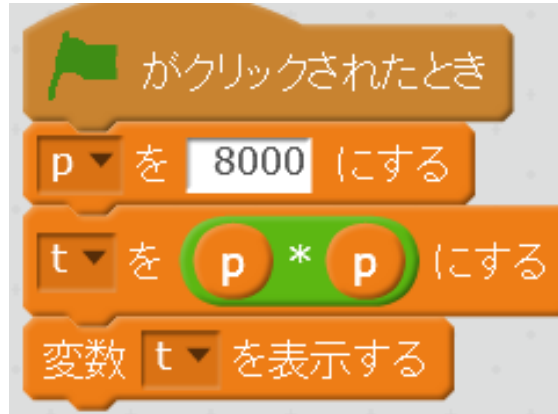 がクリックされたとき
p を 8000 にする
t を p * p にする
変数 t を表示する